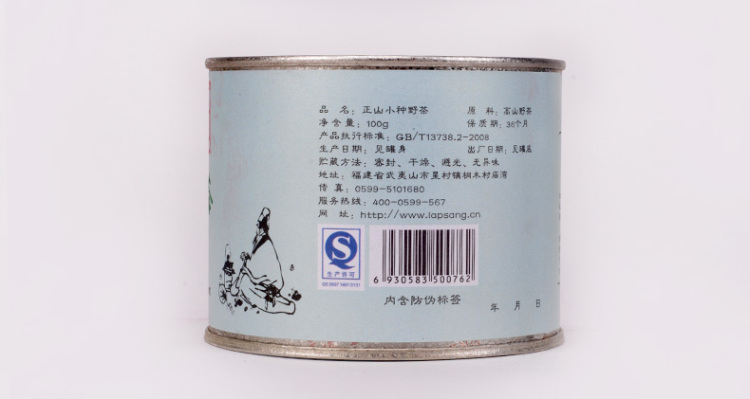 品 名：正山小种野茶 原 料：高山野茶
净含量：100g 保 质 期：36个月
产品执行标准：GB/T13738.2-2008
生产日期：见罐身 出厂日期：见罐底
贮藏方法：密封、干燥、避光、无异味
地址：福建省武夷山市星村镇桐木村庙湾
传 真：0599-5101680
服务热线：400-0599-567
网 址：http://www.lapsang.cn
生产许可
6 930583 500762
内含防伪标签
年 月 日